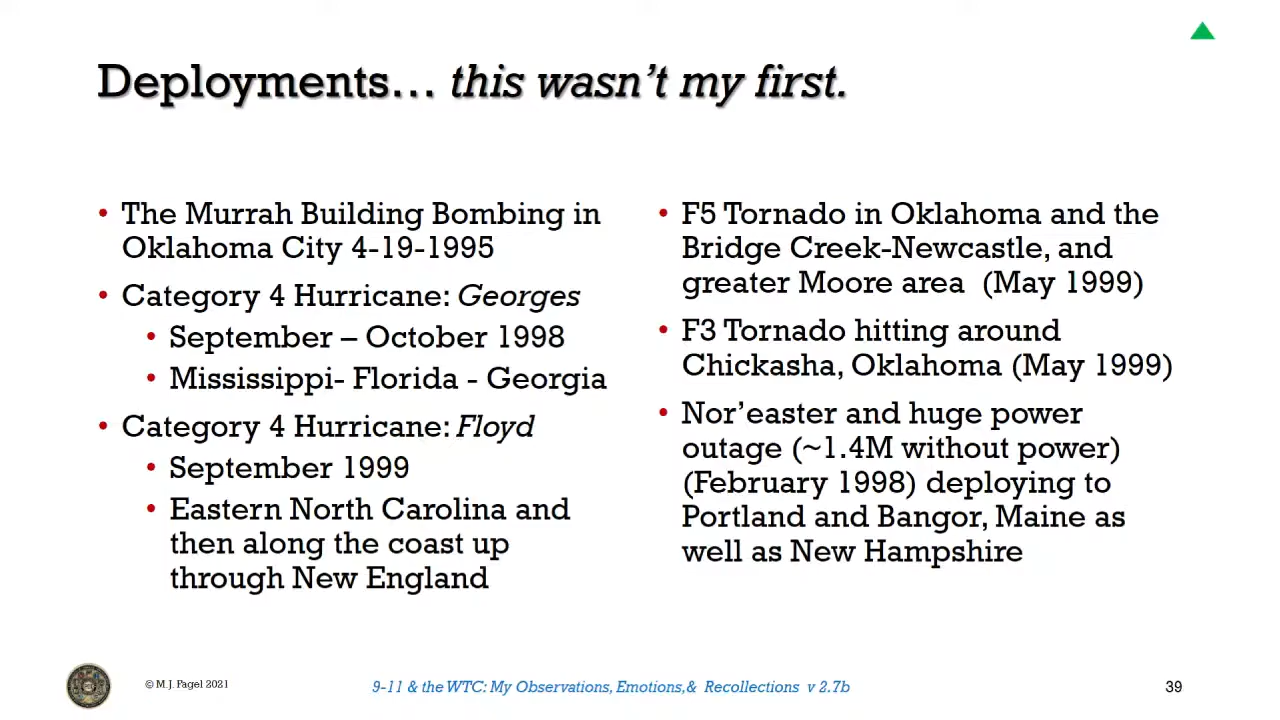 Deployments… this wasn’t my first.
• The Murrah Building Bombing in
Oklahoma City 4-19-1995
• Category 4 Hurricane: Georges
• September – October 1998
• Mississippi- Florida - Georgia
• Category 4 Hurricane: Floyd
• September 1999
• Eastern North Carolina and
then along the coast up
through New England
• F5 Tornado in Oklahoma and the
Bridge Creek-Newcastle, and
greater Moore area  (May 1999)
• F3 Tornado hitting around
Chickasha, Oklahoma (May 1999)
• Nor’easter and huge power
outage (~1.4M without power)
(February 1998) deploying to
Portland and Bangor, Maine as
well as New Hampshire
© M.J. Fagel 2021
9-11 & the WTC: My Observations, Emotions,&  Recollections  v 2.7b
39